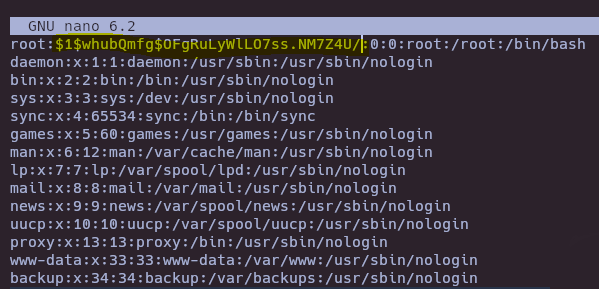 GNU nano 6.2
root:$1$whubQmfg$OFgRuLyWlLO7ss.NM7Z4U/:0:0:root:/root:/bin/bash
daemon:x:1:1:daemon:/usr/sbin:/usr/sbin/nologin
bin:x:2:2:bin:/bin:/usr/sbin/nologin
sys:x:3:3:sys:/dev:/usr/sbin/nologin
sync:x:4:65534:sync:/bin:/bin/sync
games:x:5:60:games:/usr/games:/usr/sbin/nologin
man:x:6:12:man:/var/cache/man:/usr/sbin/nologin
lp:x:7:7:lp:/var/spool/lpd:/usr/sbin/nologin
mail:x:8:8:mail:/var/mail:/usr/sbin/nologin
news:x:9:9:news:/var/spool/news:/usr/sbin/nologin
uucp:x:10:10:uucp:/var/spool/uucp:/usr/sbin/nologin
proxy:x:13:13:proxy:/bin:/usr/sbin/nologin
www-data:x:33:33:www-data:/var/www:/usr/sbin/nologin
backup:x:34:34:backup:/var/backups:/usr/sbin/nologin